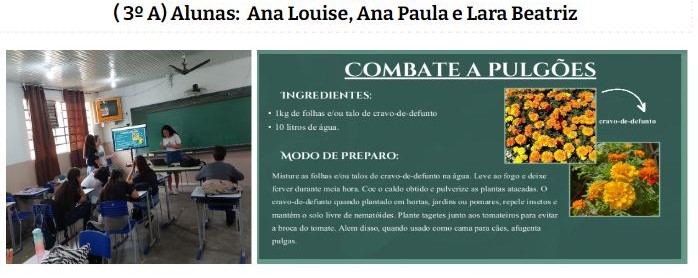 ( 3º A) Alunas: Ana Louise, Ana Paula e Lara Beatriz
COMBATE A PULGÕES
INGREDIENTES:
• 1kg de folhas e/ou talo de cravo-de-defunto
• 10 litros de água.
cravo-de-defunto
MODO DE PREPARO:
Misture as folhas e/ou talos de cravo-de-defunto na água. Leve ao fogo e deixe
ferver durante meia hora. Coe o caldo obtido e pulverize as plantas atacadas. O
cravo-de-defunto quando plantado em hortas, jardins ou pomares, repele insetos e
mantém o solo livre de nematóides. Plante tagetes junto aos tomateiros para evitar
a broca do tomate. Alem disso, quando usado como cama para cães, afugenta
pulgas.